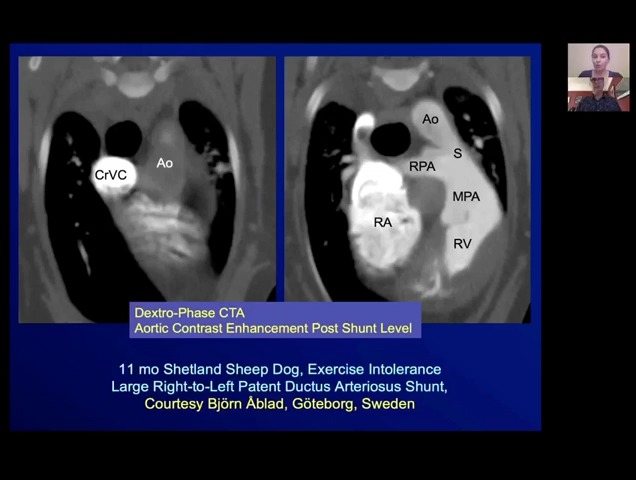 CrVC
Ao
Ao
S
RPA
MPA
RA
RV
Dextro-Phase CTA
Aortic Contrast Enhancement Post Shunt Level
11 mo Shetland Sheep Dog, Exercise Intolerance
Large Right-to-Left Patent Ductus Arteriosus Shunt,
Courtesy Björn Åblad, Göteborg, Sweden